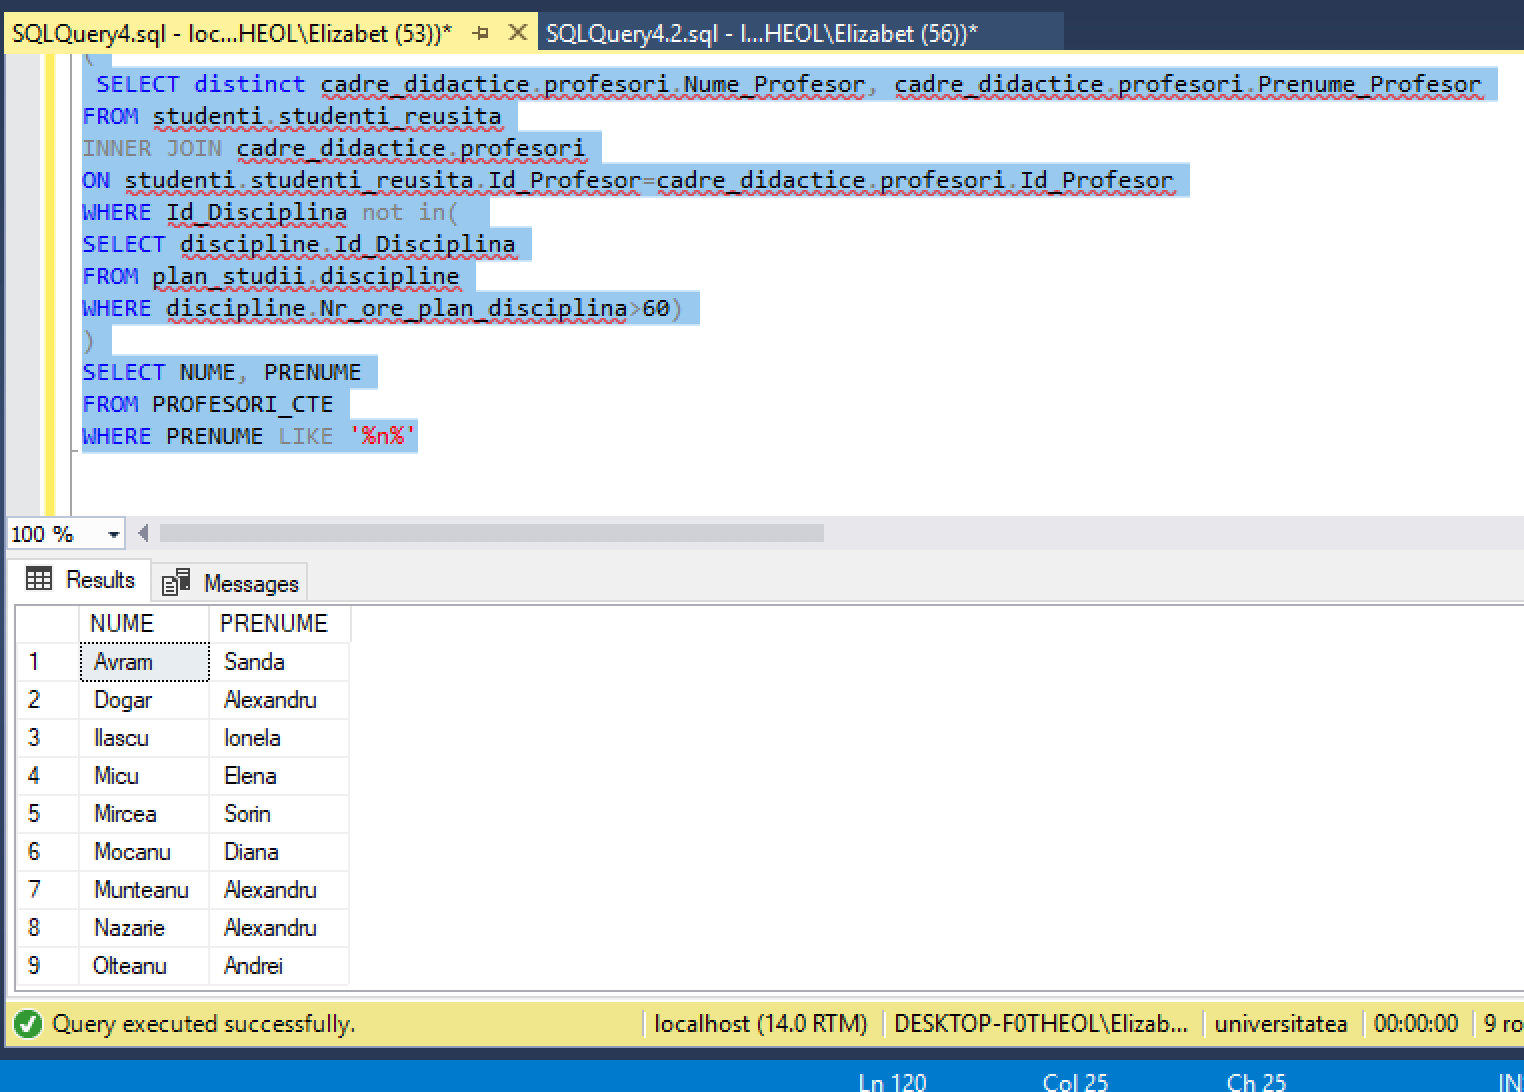 SQLQuery4.sql - loc...HEOL\Elizabet (53))* SQLQuery4.2.sql - l...HEOL\Elizabet (56))*
(
SELECT distinct cadre_didactice.profesori.Nume_Profesor, cadre_didactice.profesori.Prenume_Profesor
FROM studenti.studenti_reusita
INNER JOIN cadre_didactice.profesori
ON studenti.studenti_reusita.Id_Profesor=cadre_didactice.profesori.Id_Profesor
WHERE Id_Disciplina not in(
SELECT discipline.Id_Disciplina
FROM plan_studii.discipline
WHERE discipline.Nr_ore_plan_disciplina>60)
)
SELECT NUME, PRENUME
FROM PROFESORI_CTE
WHERE PRENUME LIKE '%n%'
100 %
Results Messages
NUME PRENUME
1 Avram Sanda
2 Dogar Alexandru
3 Ilascu Ionela
4 Micu Elena
5 Mircea Sorin
6 Mocanu Diana
7 Munteanu Alexandru
8 Nazarie Alexandru
9 Olteanu Andrei
Query executed successfully. localhost (14.0 RTM) DESKTOP-F0THEOL\Elizab... universitatea 00:00:00 9 ro
Ln 120 Col 25 Ch 25 IN